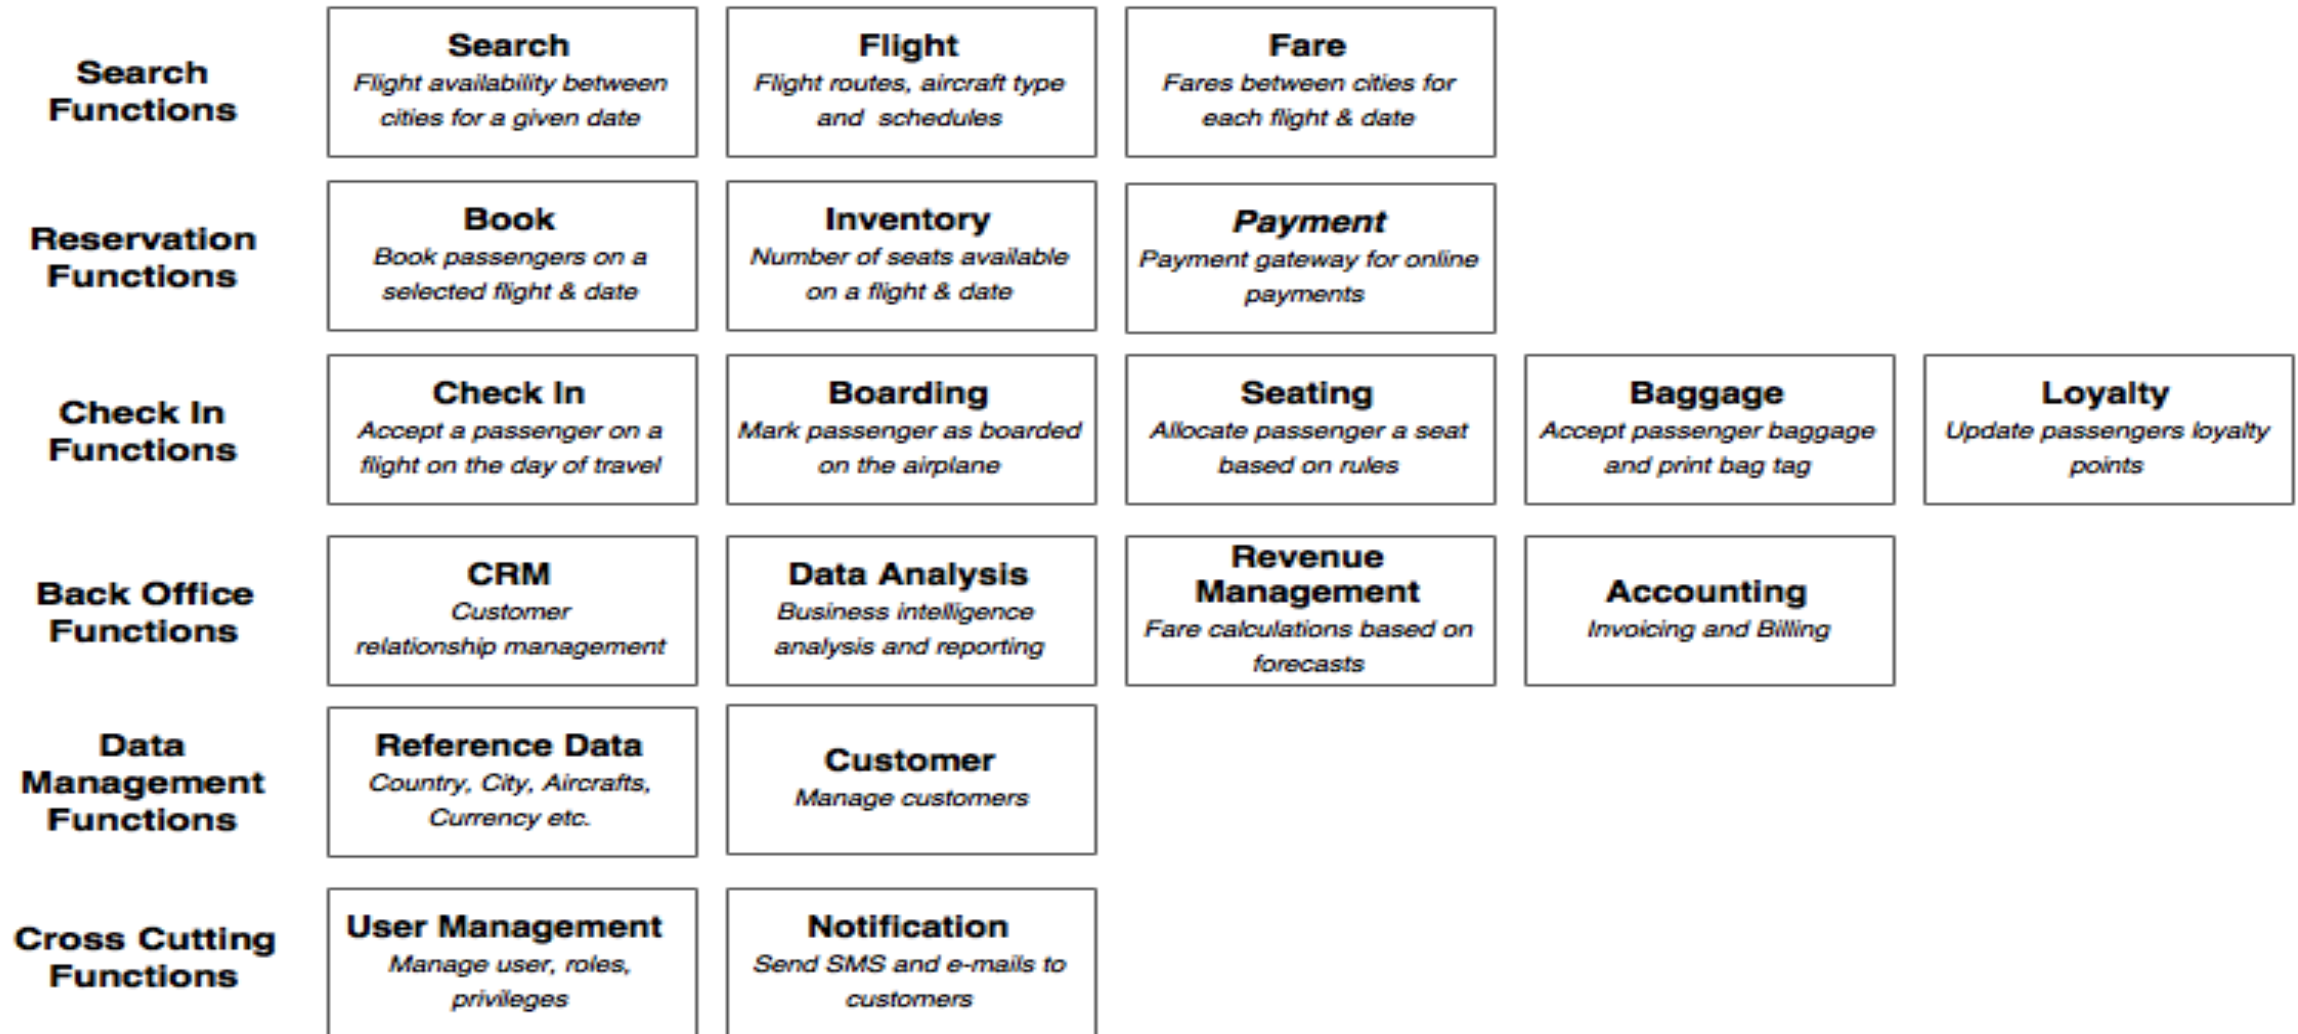 Search
Functions
Search
Flight availability between
cities for a given date
Flight
Flight routes, aircraft type
and schedules
Fare
Fares between cities for
each flight & date
Reservation
Functions
Book
Book passengers on a
selected flight & date
Inventory
Number of seats available
on a flight & date
Payment
Payment gateway for online
payments
Check In
Functions
Check In
Accept a passenger on a
flight on the day of travel
Boarding
Mark passenger as boarded
on the airplane
Seating
Allocate passenger a seat
based on rules
Baggage
Accept passenger baggage
and print bag tag
Loyalty
Update passengers loyalty
points
Back Office
Functions
CRM
Customer
relationship management
Data Analysis
Business intelligence
analysis and reporting
Revenue
Management
Fare calculations based on
forecasts
Accounting
Invoicing and Billing
Data
Management
Functions
Reference Data
Country, City, Aircrafts,
Currency etc.
Customer
Manage customers
Cross Cutting
Functions
User Management
Manage user, roles,
privileges
Notification
Send SMS and e-mails to
customers